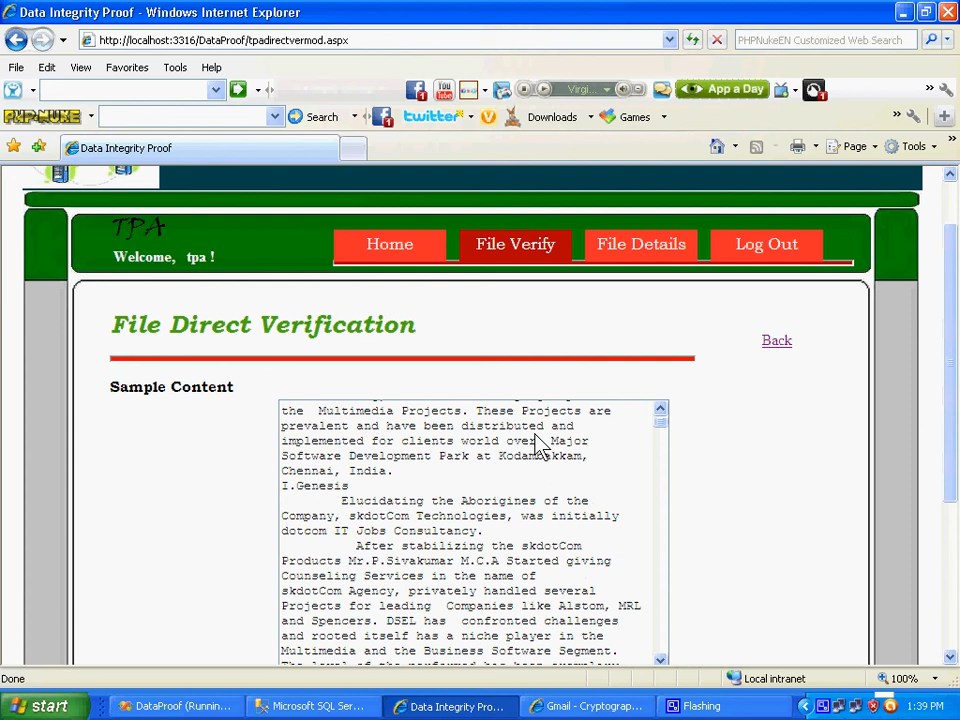 Data Integrity Proof - Windows Internet Explorer
http://localhost:3316/DataProof/tpadirectvermod.aspx
PHPNukeEN Customized Web Search
File Edit View Favorites Tools Help
You Tube
Virgi...
App a Day
1
PHP-NUKE
Search
twitter
Downloads
Games
Data Integrity Proof
Page
Tools
TPA
Welcome, tpa !
Home
File Verify
File Details
Log Out
File Direct Verification
Back
Sample Content
the Multimedia Projects. These Projects are
prevalent and have been distributed and
implemented for clients world over Major
Software Development Park at Kodambakkam,
Chennai, India.
I.Genesis
Elucidating the Aborigines of the
Company, skdotCom Technologies, was initially
dotcom IT Jobs Consultancy.
After stabilizing the skdotCom
Products Mr.P.Sivakumar M.C.A Started giving
Counseling Services in the name of
skdotCom Agency, privately handled several
Projects for leading Companies like Alstom, MRL
and Spencers. DSEL has confronted challenges
and rooted itself has a niche player in the
Multimedia and the Business Software Segment.
Done
Local intranet
100%
start
DataProof (Runnin...
Microsoft SQL Ser...
Data Integrity Pro...
Gmail - Cryptograp...
Flashing
1:39 PM